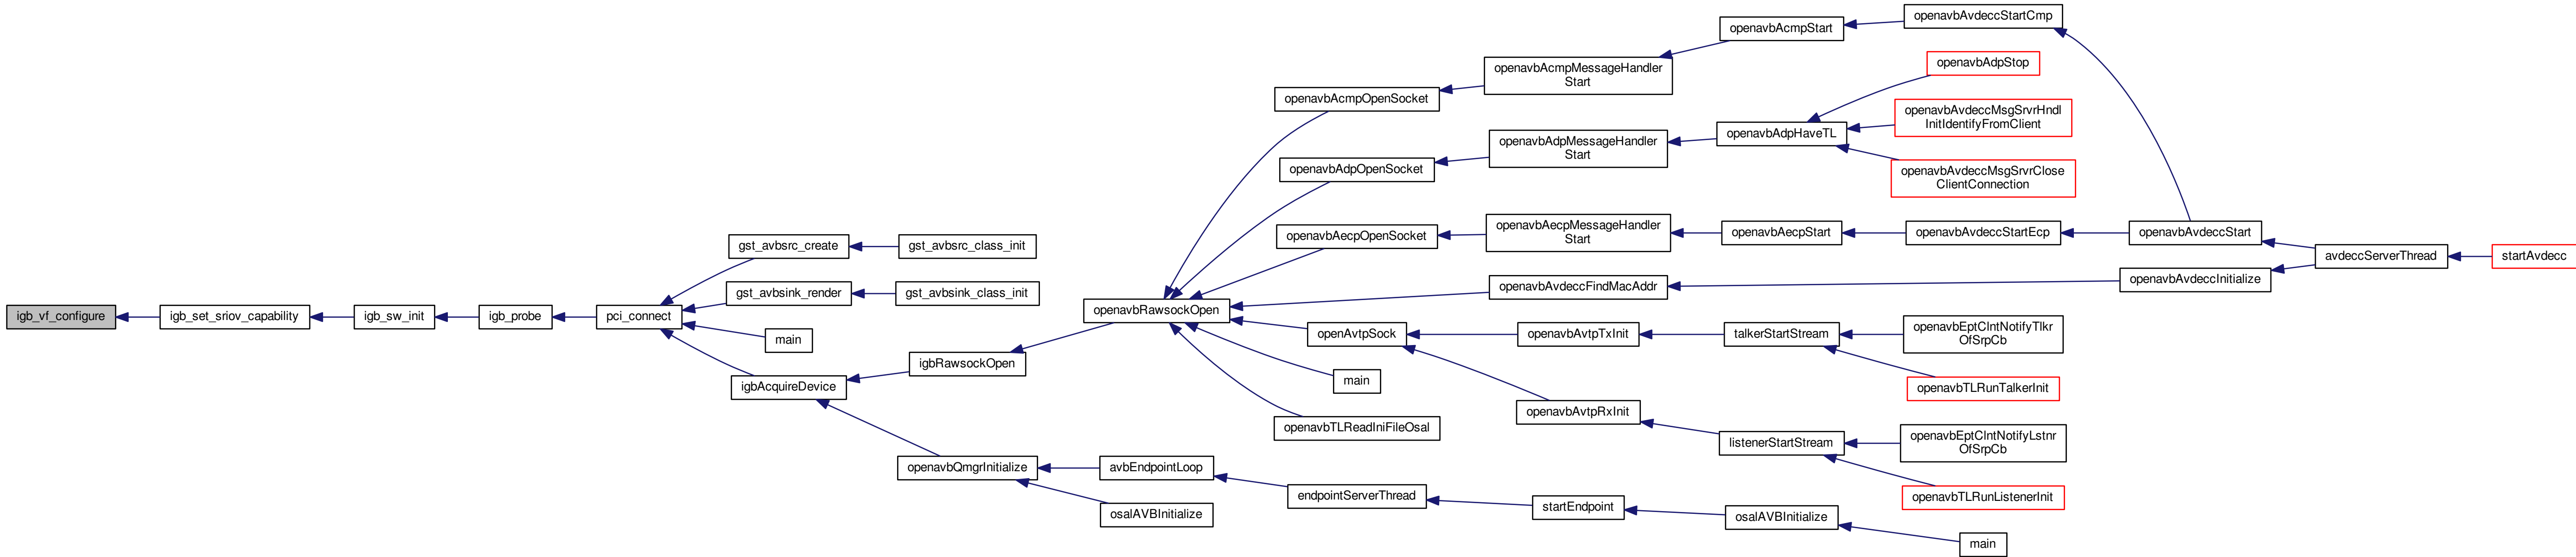 openavbAvdeccStartCmp
openavbAcmpStart
openavbAdpStop
openavbAcmpMessageHandler
Start
openavbAcmpOpenSocket
openavbAvdeccMsgSrvrHndl
InitIdentifyFromClient
openavbAdpHaveTL
openavbAdpMessageHandler
Start
openavbAdpOpenSocket
openavbAvdeccMsgSrvrClose
ClientConnection
gst_avbsrc_create
gst_avbsrc_class_init
openavbAecpOpenSocket
openavbAecpMessageHandler
Start
openavbAecpStart
openavbAvdeccStartEcp
openavbAvdeccStart
avdeccServerThread
startAvdecc
openavbAvdeccInitialize
openavbAvdeccFindMacAddr
gst_avbsink_render
gst_avbsink_class_init
igb_vf_configure
igb_set_sriov_capability
igb_sw_init
igb_probe
pci_connect
openavbRawsockOpen
main
openAvtpSock
openavbAvtpTxInit
talkerStartStream
openavbEptClntNotifyTlkr
OfSrpCb
igbRawsockOpen
igbAcquireDevice
main
openavbTLRunTalkerInit
openavbAvtpRxInit
openavbTLReadIniFileOsal
listenerStartStream
openavbEptClntNotifyLstnr
OfSrpCb
openavbQmgrInitialize
avbEndpointLoop
endpointServerThread
openavbTLRunListenerInit
startEndpoint
osalAVBInitialize
osalAVBInitialize
main